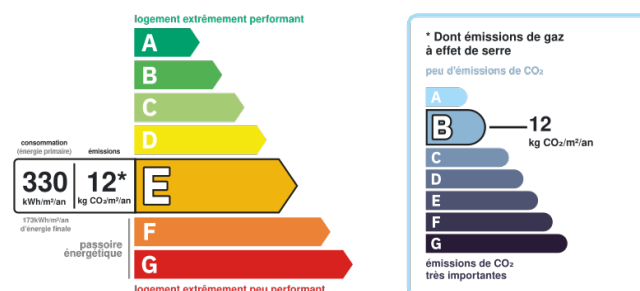 logement extrêmement performant
A
B
C
D
consommation
(énergie primaire)
émissions
330
12*
kWh/m²/an
kg CO₂/m²/an
E
173kWh/m²/an
d'énergie finale
F
passoire
énergétique
G
logement extrêmement peu performant
* Dont émissions de gaz
à effet de serre
peu d'émissions de CO₂
A
B
12
kg CO₂/m²/an
C
D
E
F
G
émissions de CO₂
très importantes